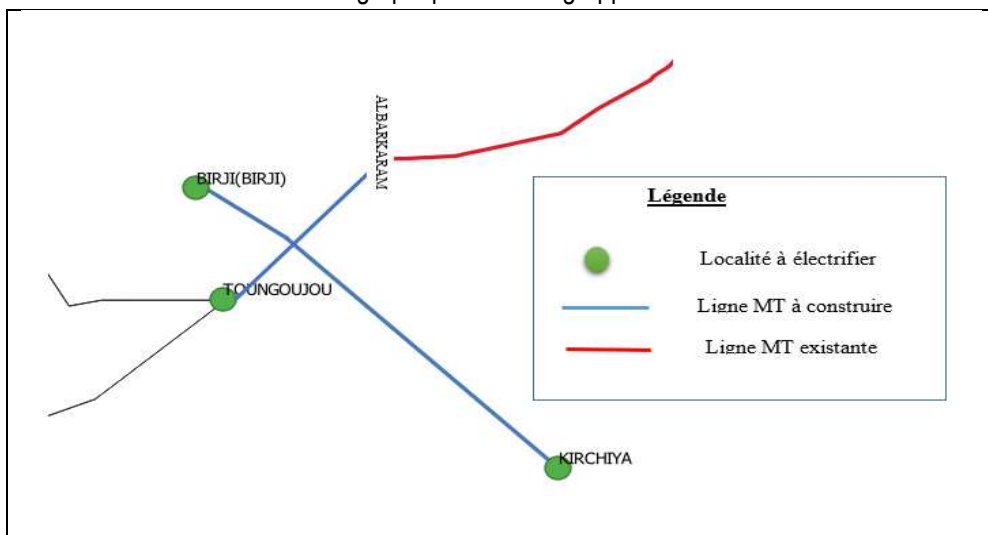 ALBARKARAM
BIRJI(BIRJI)
TOUNGOUJOU
KIRCHIYA
Légende
Localité à électrifier
Ligne MT à construire
Ligne MT existante